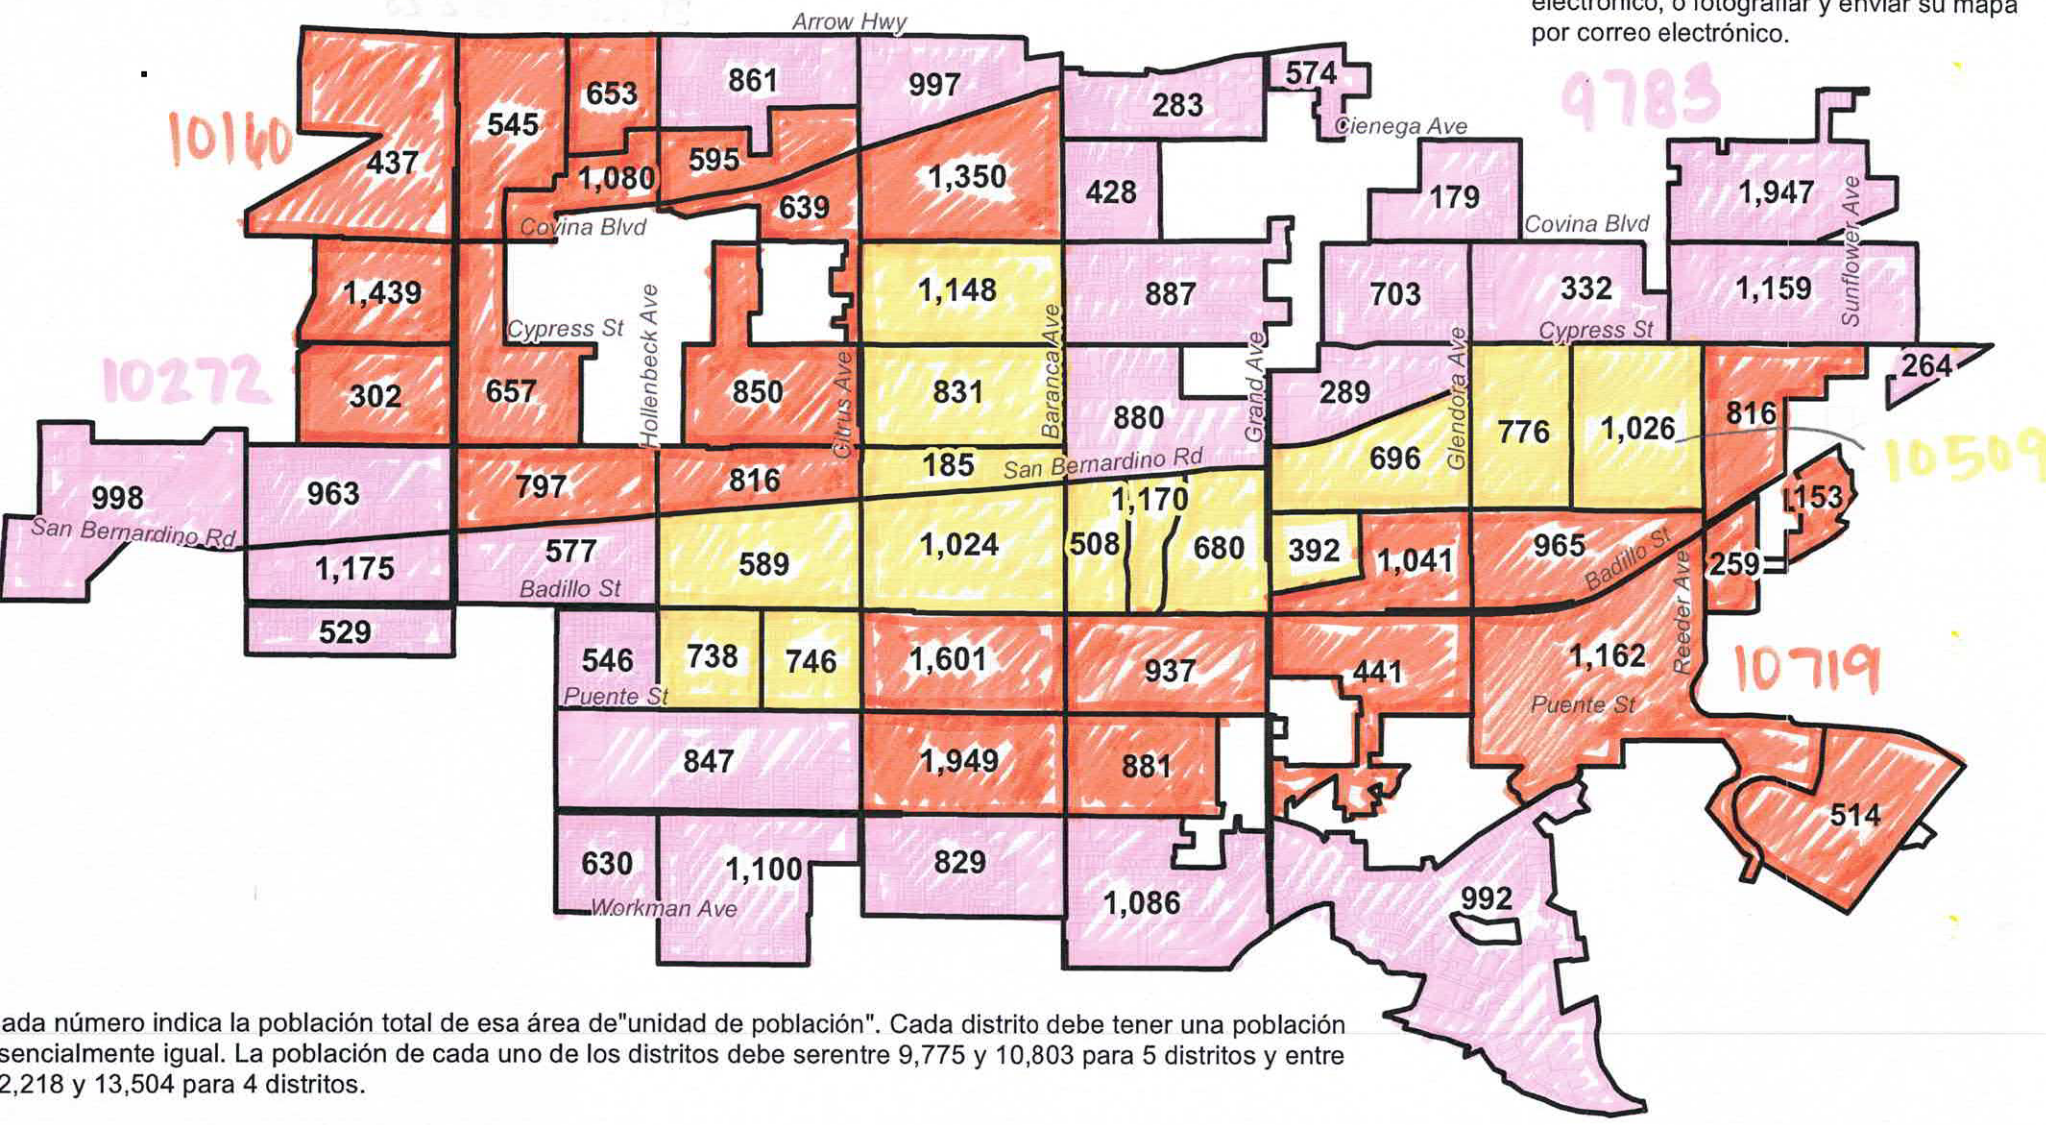 electrónico, o fotografiar y enviar su mapa
por correo electrónico.
Arrow Hwy
9783
10160
437
545
653
861
997
283
574
Cienega Ave
1,080
595
639
1,350
428
179
1,947
Covina Blvd
Covina Blvd
Sunflower Ave
1,439
1,148
887
703
332
1,159
Cypress St
Hollenbeck Ave
Cypress St
10272
302
657
850
Citrus Ave
831
Baranca Ave
880
Grand Ave
289
Glendora Ave
776
1,026
816
264
10509
998
963
797
816
185
San Bernardino Rd
696
San Bernardino Rd
1,175
577
589
1,024
508
1,170
680
392
1,041
965
Badillo St
259
153
Badillo St
529
546
738
746
1,601
937
441
1,162
Reeder Ave
10719
Puente St
Puente St
847
1,949
881
514
630
1,100
829
1,086
992
Workman Ave
ada número indica la población total de esa área de"unidad de población". Cada distrito debe tener una población
sencialmente igual. La población de cada uno de los distritos debe serentre 9,775 y 10,803 para 5 distritos y entre
2,218 y 13,504 para 4 distritos.